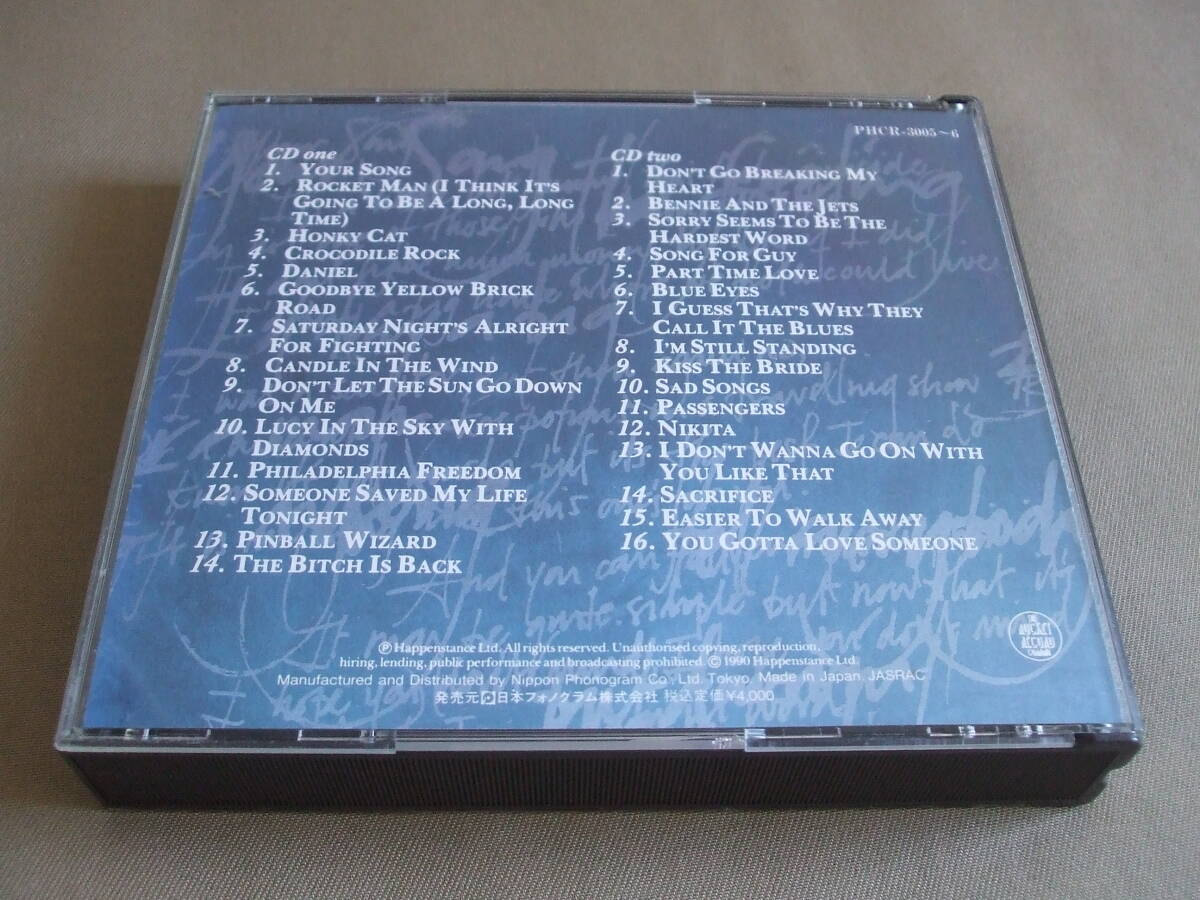 PHCR-3005~6
CD one
1. YOUR SONG
2. ROCKET MAN (I THINK IT'S
GOING TO BE A LONG, LONG
TIME)
3. HONKY CAT
4. CROCODILE ROCK
5. DANIEL
6. GOODBYE YELLOW BRICK
ROAD
7. SATURDAY NIGHT'S ALRIGHT
FOR FIGHTING
8. CANDLE IN THE WIND
9. DON'T LET THE SUN GO DOWN
ON ME
10. LUCY IN THE SKY WITH
DIAMONDS
11. PHILADELPHIA FREEDOM
12. SOMEONE SAVED MY LIFE
TONIGHT
13. PINBALL WIZARD
14. THE BITCH IS BACK
CD two
1. DON'T GO BREAKING MY
HEART
2. BENNIE AND THE JETS
3. SORRY SEEMS TO BE THE
HARDEST WORD
4. SONG FOR GUY
5. PART TIME LOVE
6. BLUE EYES
7. I GUESS THAT'S WHY THEY
CALL IT THE BLUES
8. I'M STILL STANDING
9. KISS THE BRIDE
10. SAD SONGS
11. PASSENGERS
12. NIKITA
13. I DON'T WANNA GO ON WITH
YOU LIKE THAT
14. SACRIFICE
15. EASIER TO WALK AWAY
16. YOU GOTTA LOVE SOMEONE
℗ Happenstance Ltd. All rights reserved. Unauthorised copying, reproduction,
hiring, lending, public performance and broadcasting prohibited. © 1990 Happenstance Ltd.
Manufactured and Distributed by Nippon Phonogram Co., Ltd. Tokyo. Made in Japan. JASRAC
発売元 日本フォノグラム株式会社 税込定価¥4,000